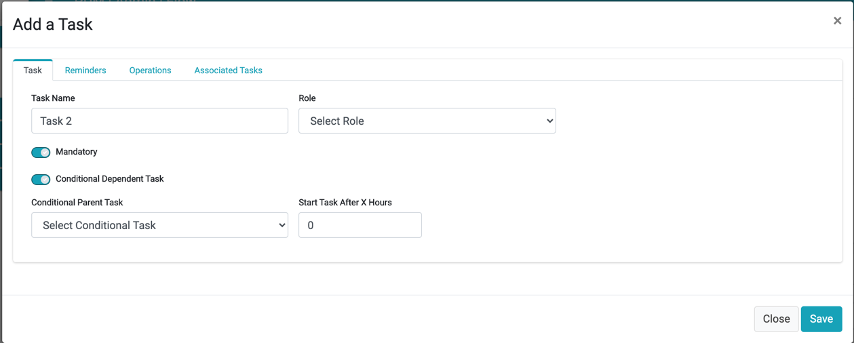 Add a Task
×
Task Reminders Operations Associated Tasks
Task Name Role
Task 2 Select Role
Mandatory
Conditional Dependent Task
Conditional Parent Task Start Task After X Hours
Select Conditional Task 0
Close Save